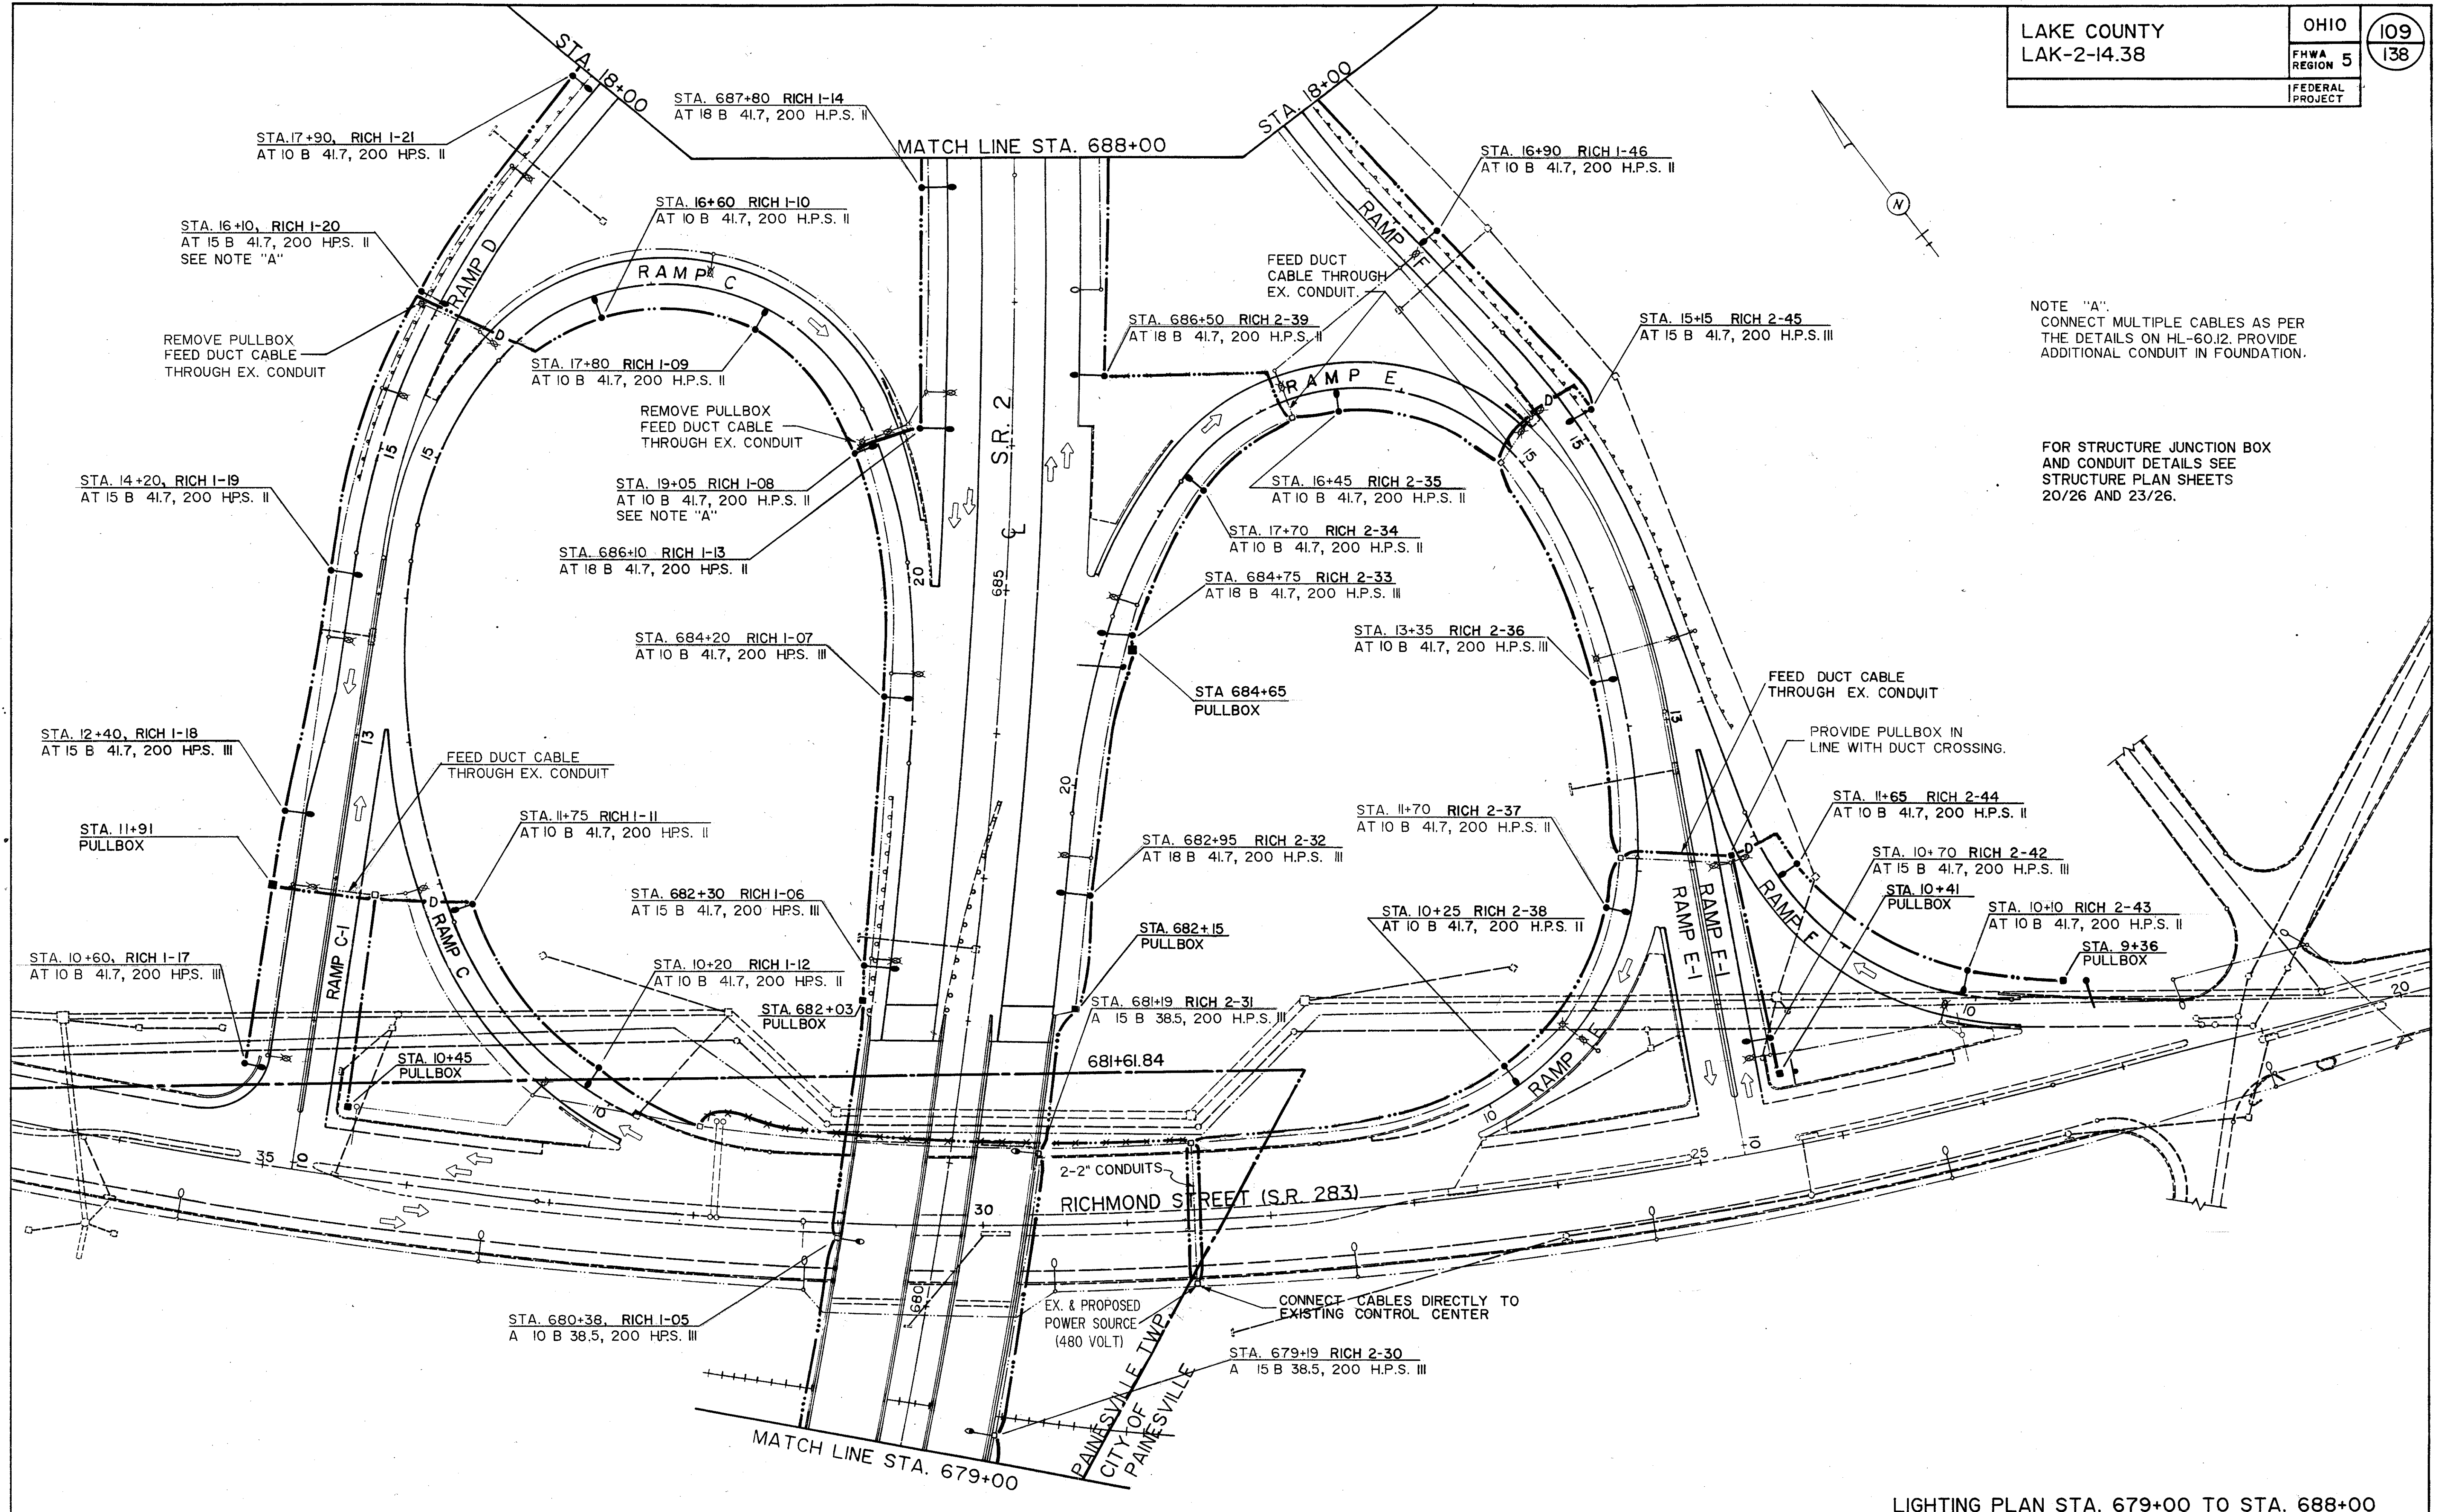 LAKE COUNTY
LAK-2-14.38
OHIO
FHWA
REGION 5
FEDERAL
PROJECT
109
138
STA. 18+00
STA. 18+00
MATCH LINE STA. 688+00
STA. 687+80 RICH 1-14
AT 18 B 41.7, 200 H.P.S. II
STA. 17+90, RICH 1-21
AT 10 B 41.7, 200 H.P.S. II
STA. 16+10, RICH 1-20
AT 15 B 41.7, 200 H.P.S. II
SEE NOTE "A"
STA. 16+60 RICH 1-10
AT 10 B 41.7, 200 H.P.S. II
STA. 16+90 RICH 1-46
AT 10 B 41.7, 200 H.P.S. II
N
RAMP D
RAMP C
RAMP F
FEED DUCT
CABLE THROUGH
EX. CONDUIT.
REMOVE PULLBOX
FEED DUCT CABLE
THROUGH EX. CONDUIT
D
STA. 17+80 RICH 1-09
AT 10 B 41.7, 200 H.P.S. II
STA. 686+50 RICH 2-39
AT 18 B 41.7, 200 H.P.S. II
STA. 15+15 RICH 2-45
AT 15 B 41.7, 200 H.P.S. III
NOTE "A".
CONNECT MULTIPLE CABLES AS PER
THE DETAILS ON HL-60.12. PROVIDE
ADDITIONAL CONDUIT IN FOUNDATION.
RAMP E
D
REMOVE PULLBOX
FEED DUCT CABLE
THROUGH EX. CONDUIT
S.R. 2
15
15
15
15
FOR STRUCTURE JUNCTION BOX
AND CONDUIT DETAILS SEE
STRUCTURE PLAN SHEETS
20/26 AND 23/26.
STA. 14+20, RICH 1-19
AT 15 B 41.7, 200 H.P.S. II
STA. 19+05 RICH 1-08
AT 10 B 41.7, 200 H.P.S. II
SEE NOTE "A"
STA. 16+45 RICH 2-35
AT 10 B 41.7, 200 H.P.S. II
STA. 17+70 RICH 2-34
AT 10 B 41.7, 200 H.P.S. II
STA. 686+10 RICH 1-13
AT 18 B 41.7, 200 H.P.S. II
20
685
STA. 684+75 RICH 2-33
AT 18 B 41.7, 200 H.P.S. III
STA. 684+20 RICH 1-07
AT 10 B 41.7, 200 H.P.S. III
STA. 13+35 RICH 2-36
AT 10 B 41.7, 200 H.P.S. III
STA 684+65
PULLBOX
FEED DUCT CABLE
THROUGH EX. CONDUIT
13
STA. 12+40, RICH 1-18
AT 15 B 41.7, 200 H.P.S. III
13
PROVIDE PULLBOX IN
LINE WITH DUCT CROSSING.
FEED DUCT CABLE
THROUGH EX. CONDUIT
20
STA. 11+91
PULLBOX
STA. 11+75 RICH 1-11
AT 10 B 41.7, 200 H.P.S. II
STA. 11+70 RICH 2-37
AT 10 B 41.7, 200 H.P.S. II
STA. 11+65 RICH 2-44
AT 10 B 41.7, 200 H.P.S. II
STA. 682+95 RICH 2-32
AT 18 B 41.7, 200 H.P.S. III
D
STA. 10+70 RICH 2-42
AT 15 B 41.7, 200 H.P.S. III
STA. 10+41
PULLBOX
D
STA. 682+30 RICH 1-06
AT 15 B 41.7, 200 H.P.S. III
STA. 10+25 RICH 2-38
AT 10 B 41.7, 200 H.P.S. II
STA. 10+10 RICH 2-43
AT 10 B 41.7, 200 H.P.S. II
RAMP C
RAMP C-1
RAMP E-1
RAMP F-1
RAMP F
STA. 682+15
PULLBOX
STA. 9+36
PULLBOX
STA. 10+60, RICH 1-17
AT 10 B 41.7, 200 H.P.S. III
STA. 10+20 RICH 1-12
AT 10 B 41.7, 200 H.P.S. II
STA. 682+03
PULLBOX
STA. 681+19 RICH 2-31
A 15 B 38.5, 200 H.P.S. III
20
10
STA. 10+45
PULLBOX
681+61.84
RAMP E
10
10
35
10
25
10
2-2" CONDUITS
RICHMOND STREET (S.R. 283)
30
680
STA. 680+38, RICH 1-05
A 10 B 38.5, 200 H.P.S. III
EX. & PROPOSED
POWER SOURCE
(480 VOLT)
CONNECT CABLES DIRECTLY TO
EXISTING CONTROL CENTER
STA. 679+19 RICH 2-30
A 15 B 38.5, 200 H.P.S. III
PAINESVILLE TWP.
CITY OF
PAINESVILLE
MATCH LINE STA. 679+00
LIGHTING PLAN STA. 679+00 TO STA. 688+00